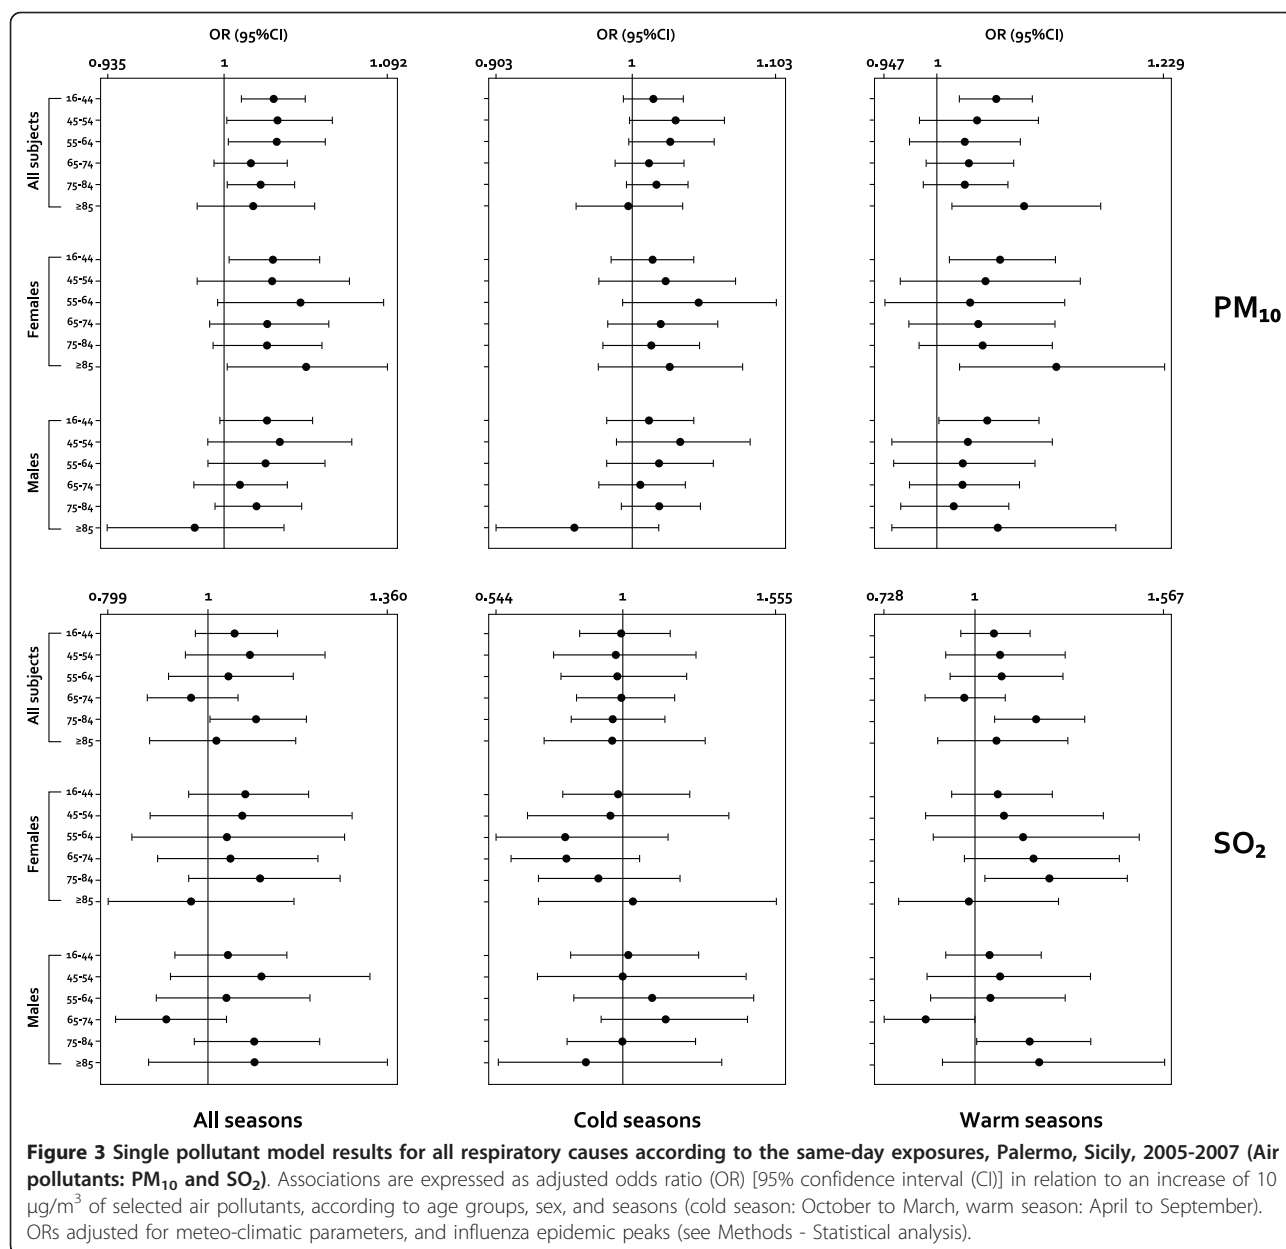 OR (95%CI) OR (95%CI) OR (95%CI)
0.935 1 1.092 0.903 1 1.103 0.947 1 1.229
All subjects
16-44
45-54
55-64
65-74
75-84
≥85
Females
16-44
45-54
55-64
65-74
75-84
≥85
PM₁₀
Males
16-44
45-54
55-64
65-74
75-84
≥85
0.799 1 1.360 0.544 1 1.555 0.728 1 1.567
All subjects
16-44
45-54
55-64
65-74
75-84
≥85
Females
16-44
45-54
55-64
65-74
75-84
≥85
SO₂
Males
16-44
45-54
55-64
65-74
75-84
≥85
All seasons Cold seasons Warm seasons
Figure 3 Single pollutant model results for all respiratory causes according to the same-day exposures, Palermo, Sicily, 2005-2007 (Air
pollutants: PM₁₀ and SO₂). Associations are expressed as adjusted odds ratio (OR) [95% confidence interval (CI)] in relation to an increase of 10
μg/m³ of selected air pollutants, according to age groups, sex, and seasons (cold season: October to March, warm season: April to September).
ORs adjusted for meteo-climatic parameters, and influenza epidemic peaks (see Methods - Statistical analysis).